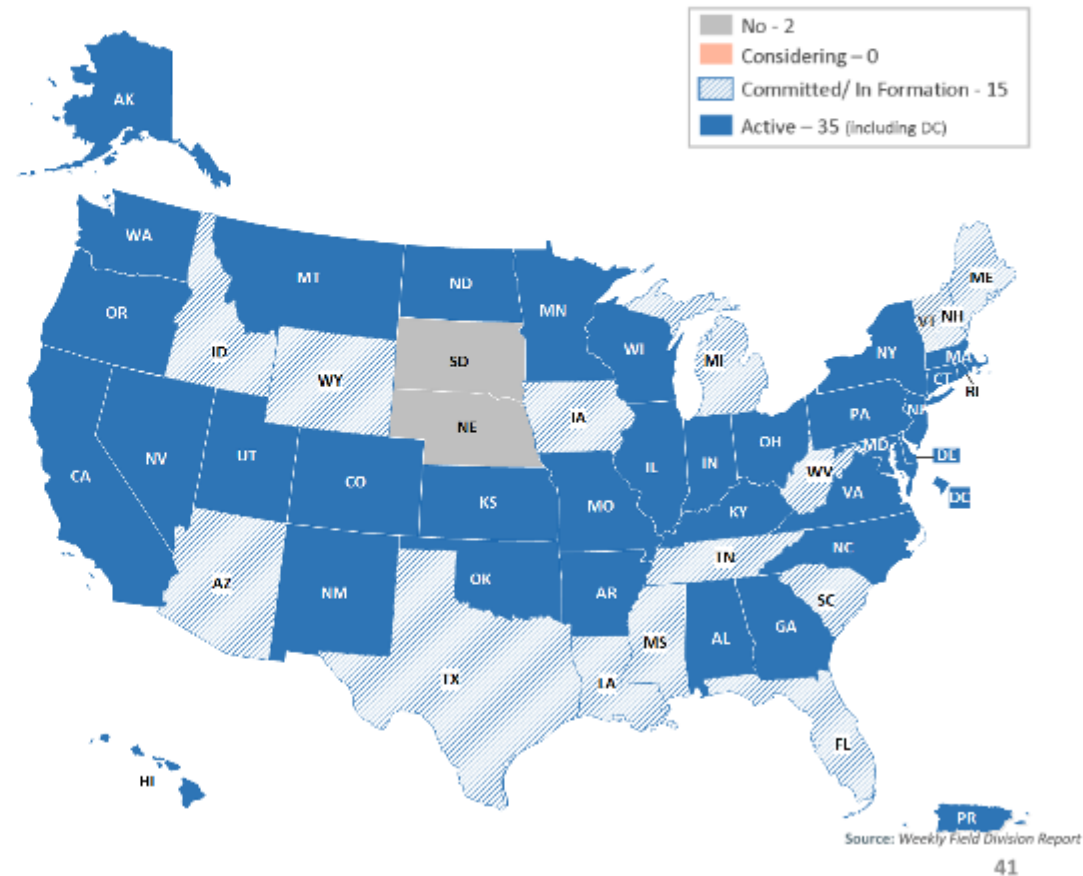 No - 2
Considering – 0
Committed/ In Formation - 15
Active – 35 (including DC)
AK
WA
MT
ND
MN
OR
ID
WY
SD
WI
MI
NY
VT
NH
ME
MA
CT
RI
NE
IA
PA
NJ
NV
UT
CO
CA
KS
MO
IL
IN
OH
WV
MD
DE
VA
DC
KY
AZ
NM
OK
AR
TN
NC
SC
TX
LA
MS
AL
GA
FL
HI
PR
Source: Weekly Field Division Report
41